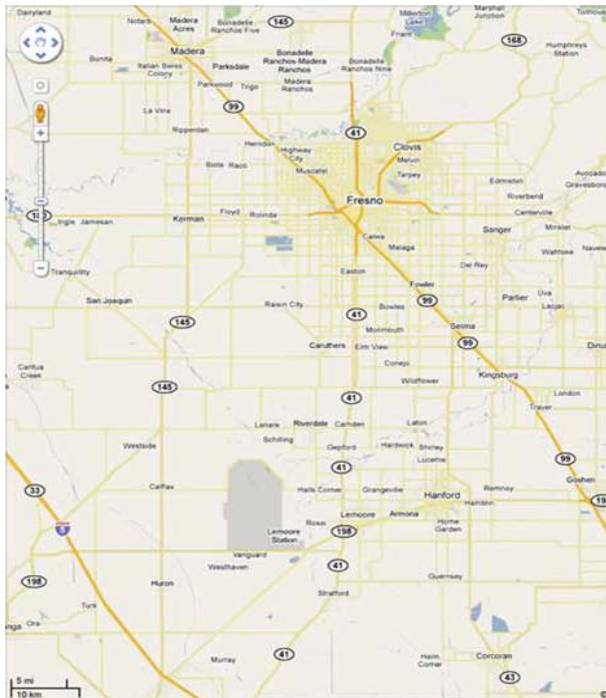 Dairyland
Notarb
Madera
Acres
Bonadelle
Ranchos Five
145
Millerton
Lake
Friant
Marshall
Junction
168
Humphreys
Station
Madera
Bonita
Italian Swiss
Colony
Parksdale
Bonadelle
Ranchos-Madera
Ranchos
Bonadelle
Ranchos Nine
Parkwood
Trigo
Madera
Ranchos
La Vina
99
Ripperdan
41
Herndon
Highway
City
Clovis
Biola
Raco
Muscatel
Melvin
Tarpey
Fresno
Edmiston
Avocado
Riverbend
Ingle
Jamesan
Kerman
Floyd
Rolinda
Centerville
Calwa
Sanger
Minkler
Malaga
Wahtoke
Tranquillity
Easton
Del Rey
Fowler
San Joaquin
Raisin City
Bowles
99
Parlier
Uva
Lacjac
145
41
Monmouth
Selma
Caruthers
Elm View
99
Cantua
Creek
Conejo
Kingsburg
145
Wildflower
41
London
Traver
Lanare
Riverdale
Camden
Laton
Schilling
Westside
Gepford
Hardwick
Shirley
Lucerne
99
41
Goshen
33
Calflax
Halls Corner
Grangeville
Hanford
Remnoy
Hamblin
5
Lemoore
Armona
Rossi
198
Home
Garden
Lemoore
Station
Vanguard
Westhaven
41
198
Huron
Guernsey
Stratford
Turk
Ora
41
Murray
Helm
Corner
Corcoran
43
5 mi
10 km